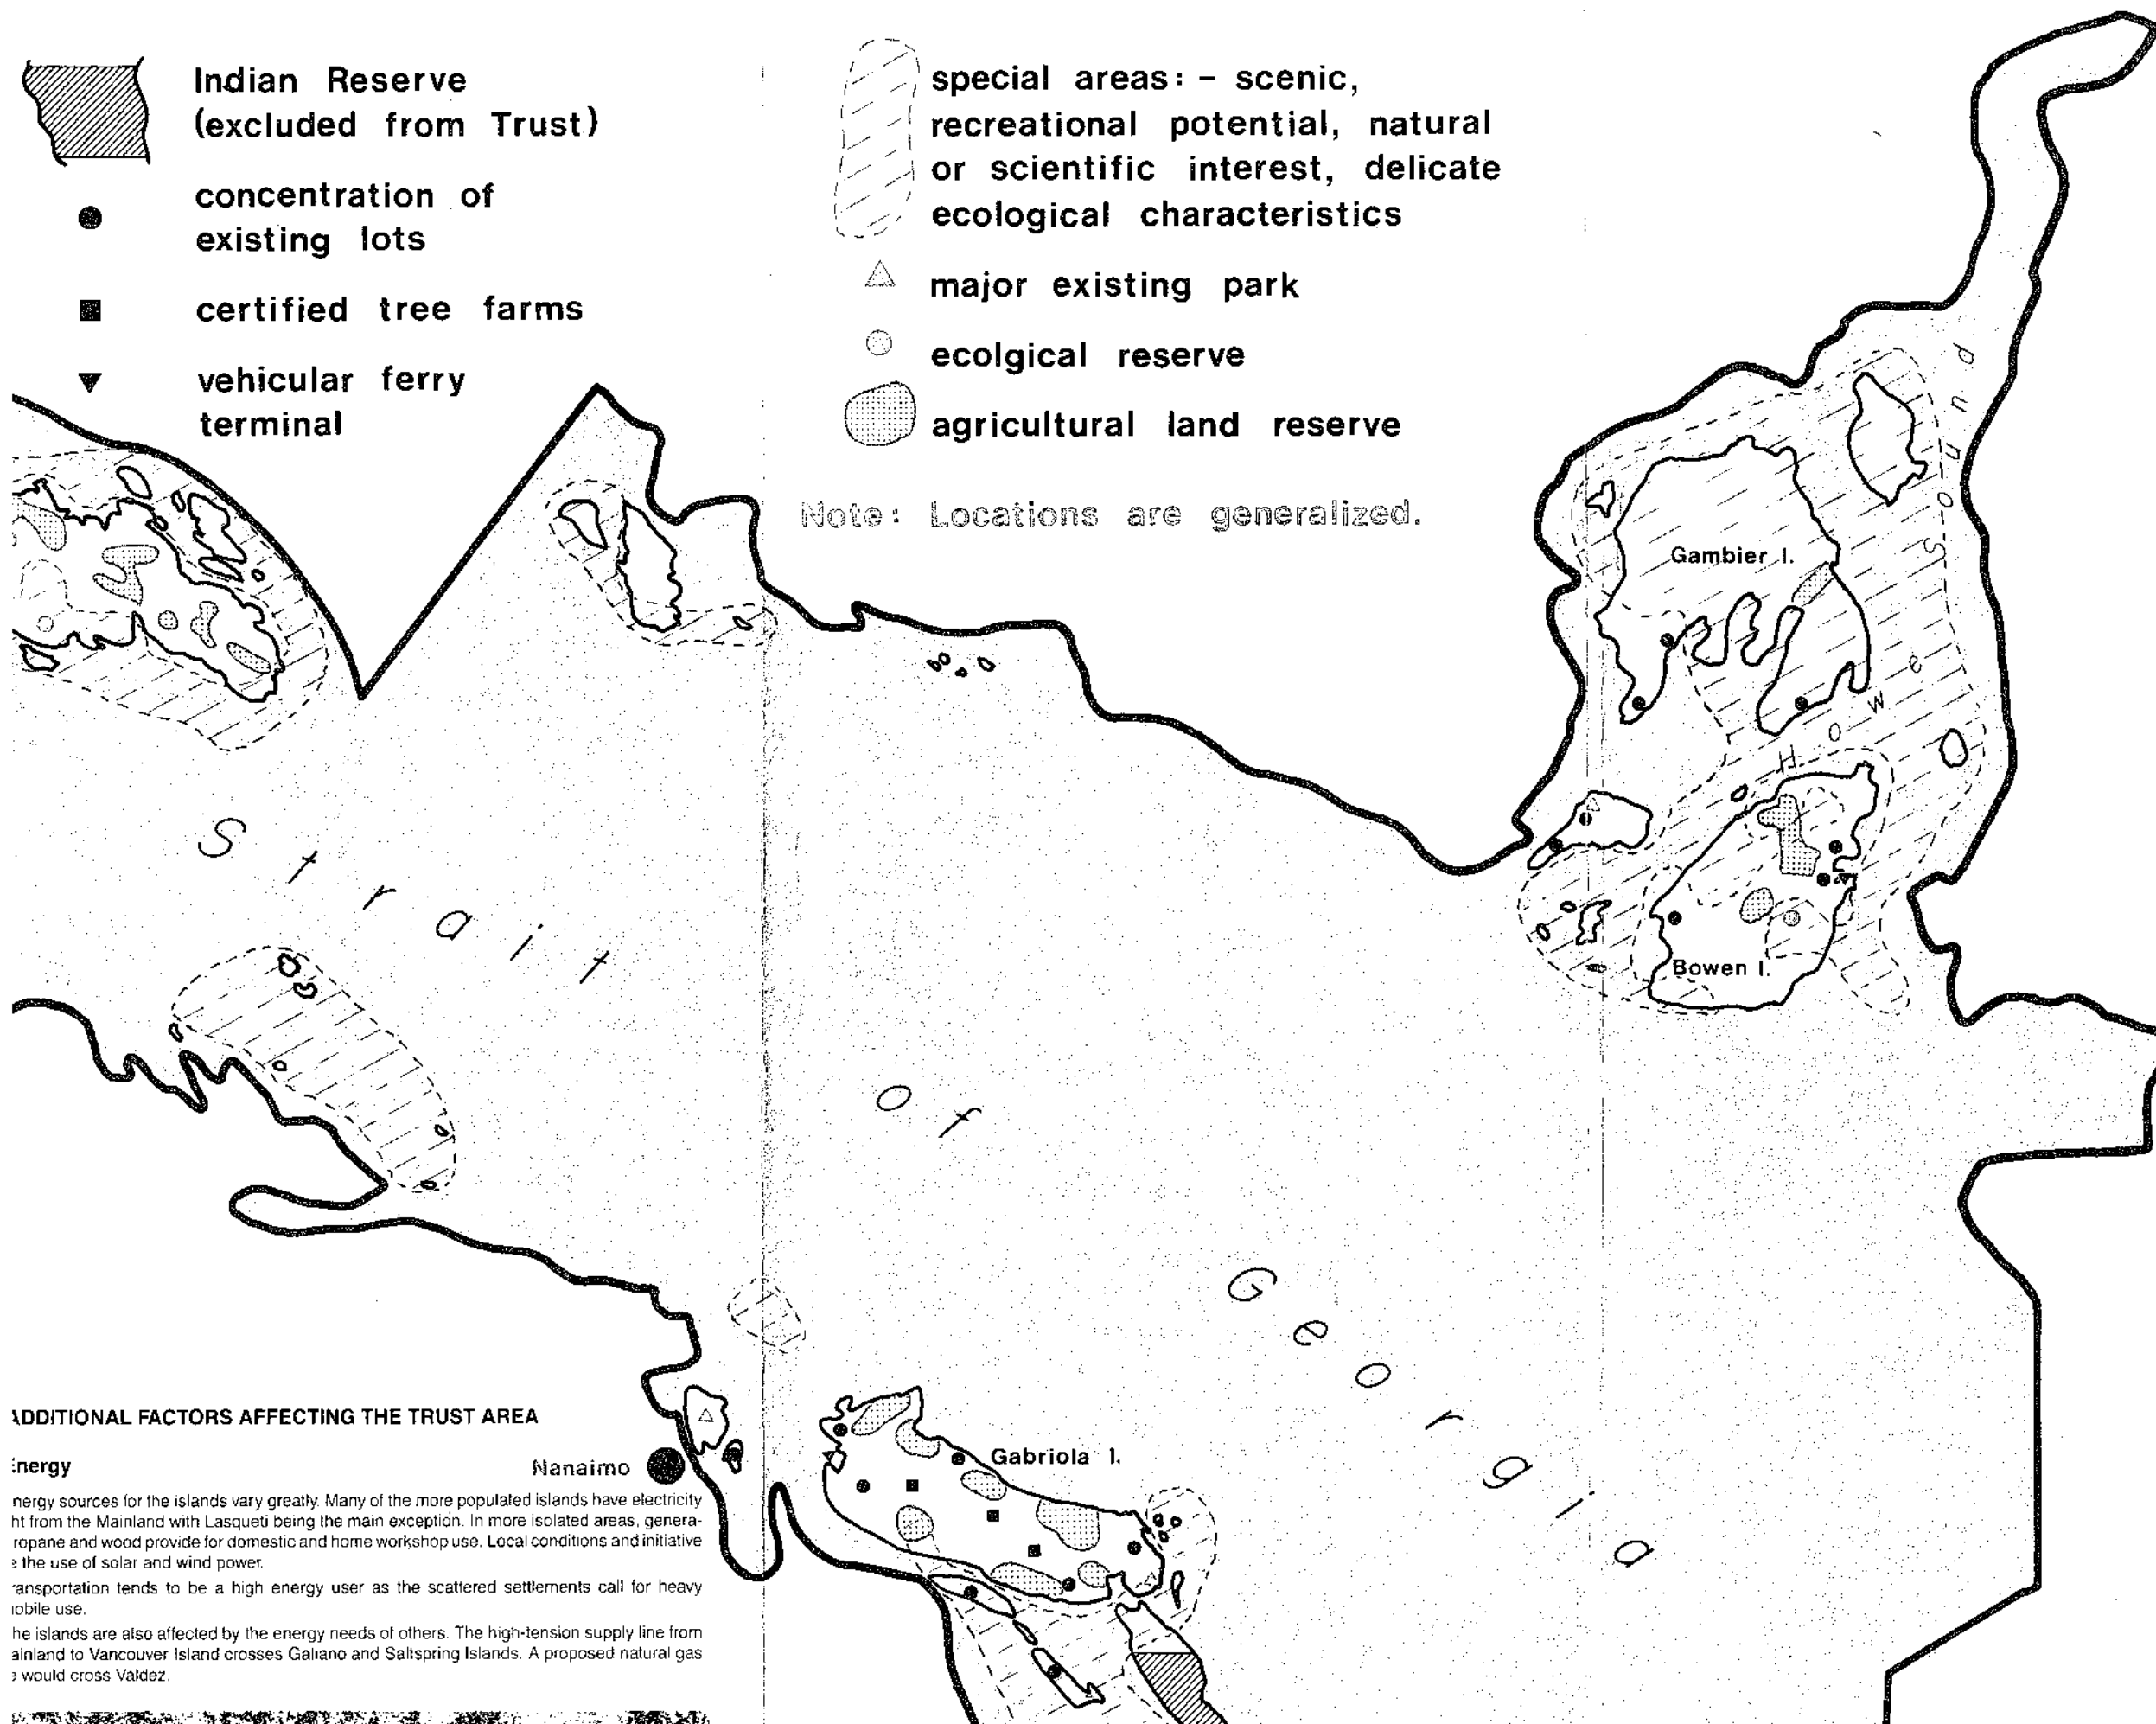 Indian Reserve
(excluded from Trust)
concentration of
existing lots
certified tree farms
vehicular ferry
terminal
special areas: - scenic,
recreational potential, natural
or scientific interest, delicate
ecological characteristics
major existing park
ecolgical reserve
agricultural land reserve
Note: Locations are generalized.
Howe Sound
Gambier I.
Bowen I.
Strait of Georgia
Gabriola I.
Nanaimo
ADDITIONAL FACTORS AFFECTING THE TRUST AREA
Energy
nergy sources for the islands vary greatly. Many of the more populated islands have electricity
ht from the Mainland with Lasqueti being the main exception. In more isolated areas, genera-
ropane and wood provide for domestic and home workshop use. Local conditions and initiative
e the use of solar and wind power.
ransportation tends to be a high energy user as the scattered settlements call for heavy
obile use.
he islands are also affected by the energy needs of others. The high-tension supply line from
ainland to Vancouver Island crosses Galiano and Saltspring Islands. A proposed natural gas
e would cross Valdez.